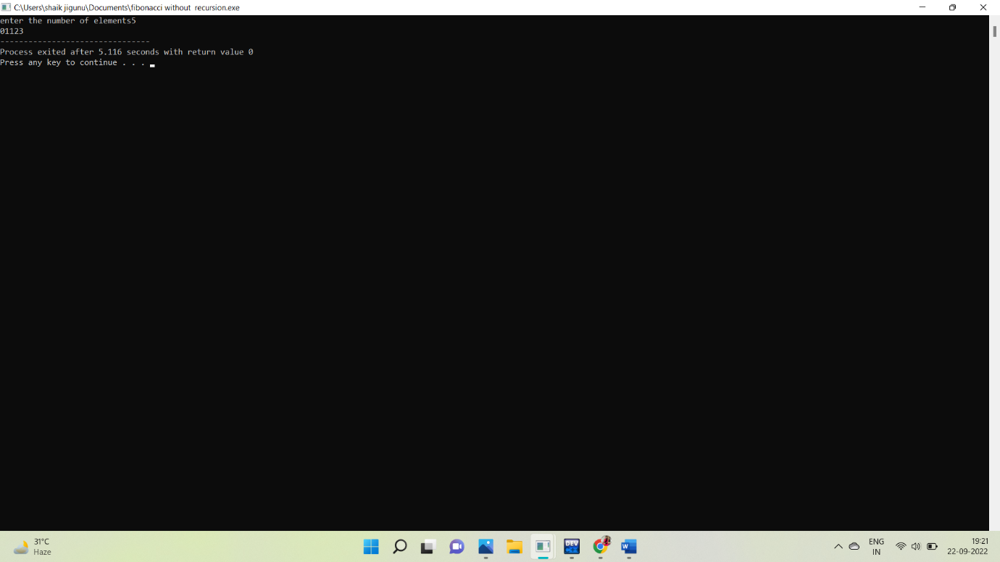 C:\Users\shaik jigunu\Documents\fibonacci without  recursion.exe
enter the number of elements5
01123
--------------------------------
Process exited after 5.116 seconds with return value 0
Press any key to continue . . .
31°C
Haze
DEV
W
ENG
IN
19:21
22-09-2022